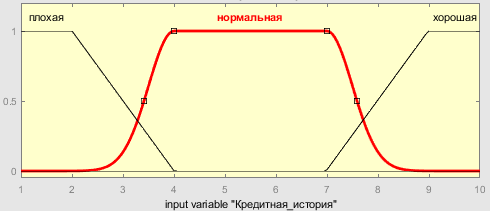 плохая нормальная хорошая
1
0.5
0
1 2 3 4 5 6 7 8 9 10
input variable "Кредитная_история"